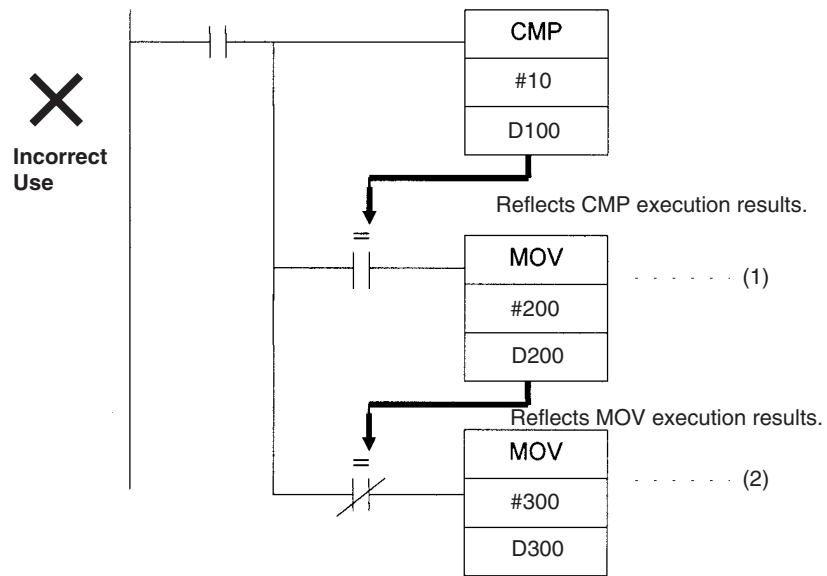 CMP
#10
D100
Incorrect
Use
Reflects CMP execution results.
=
MOV
(1)
#200
D200
Reflects MOV execution results.
=
MOV
(2)
#300
D300